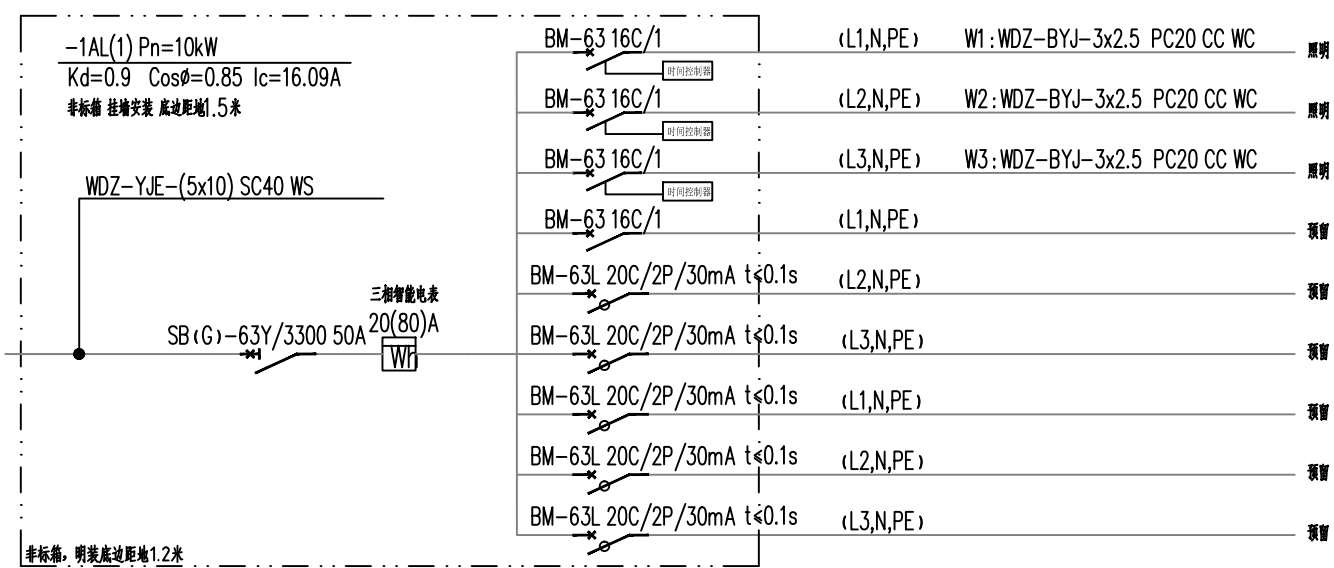 -1AL(1) Pn=10kW
Kd=0.9 Cosø=0.85 Ic=16.09A
非标箱 挂墙安装 底边距地1.5米
WDZ-YJE-(5x10) SC40 WS
SB(G)-63Y/3300 50A
三相智能电表
20(80)A
Wh
BM-63 16C/1 (L1,N,PE) W1:WDZ-BYJ-3x2.5 PC20 CC WC 照明
时间控制器
BM-63 16C/1 (L2,N,PE) W2:WDZ-BYJ-3x2.5 PC20 CC WC 照明
时间控制器
BM-63 16C/1 (L3,N,PE) W3:WDZ-BYJ-3x2.5 PC20 CC WC 照明
时间控制器
BM-63 16C/1 (L1,N,PE) 预留
BM-63L 20C/2P/30mA t≤0.1s (L2,N,PE) 预留
BM-63L 20C/2P/30mA t≤0.1s (L3,N,PE) 预留
BM-63L 20C/2P/30mA t≤0.1s (L1,N,PE) 预留
BM-63L 20C/2P/30mA t≤0.1s (L2,N,PE) 预留
BM-63L 20C/2P/30mA t≤0.1s (L3,N,PE) 预留
非标箱，明装底边距地1.2米